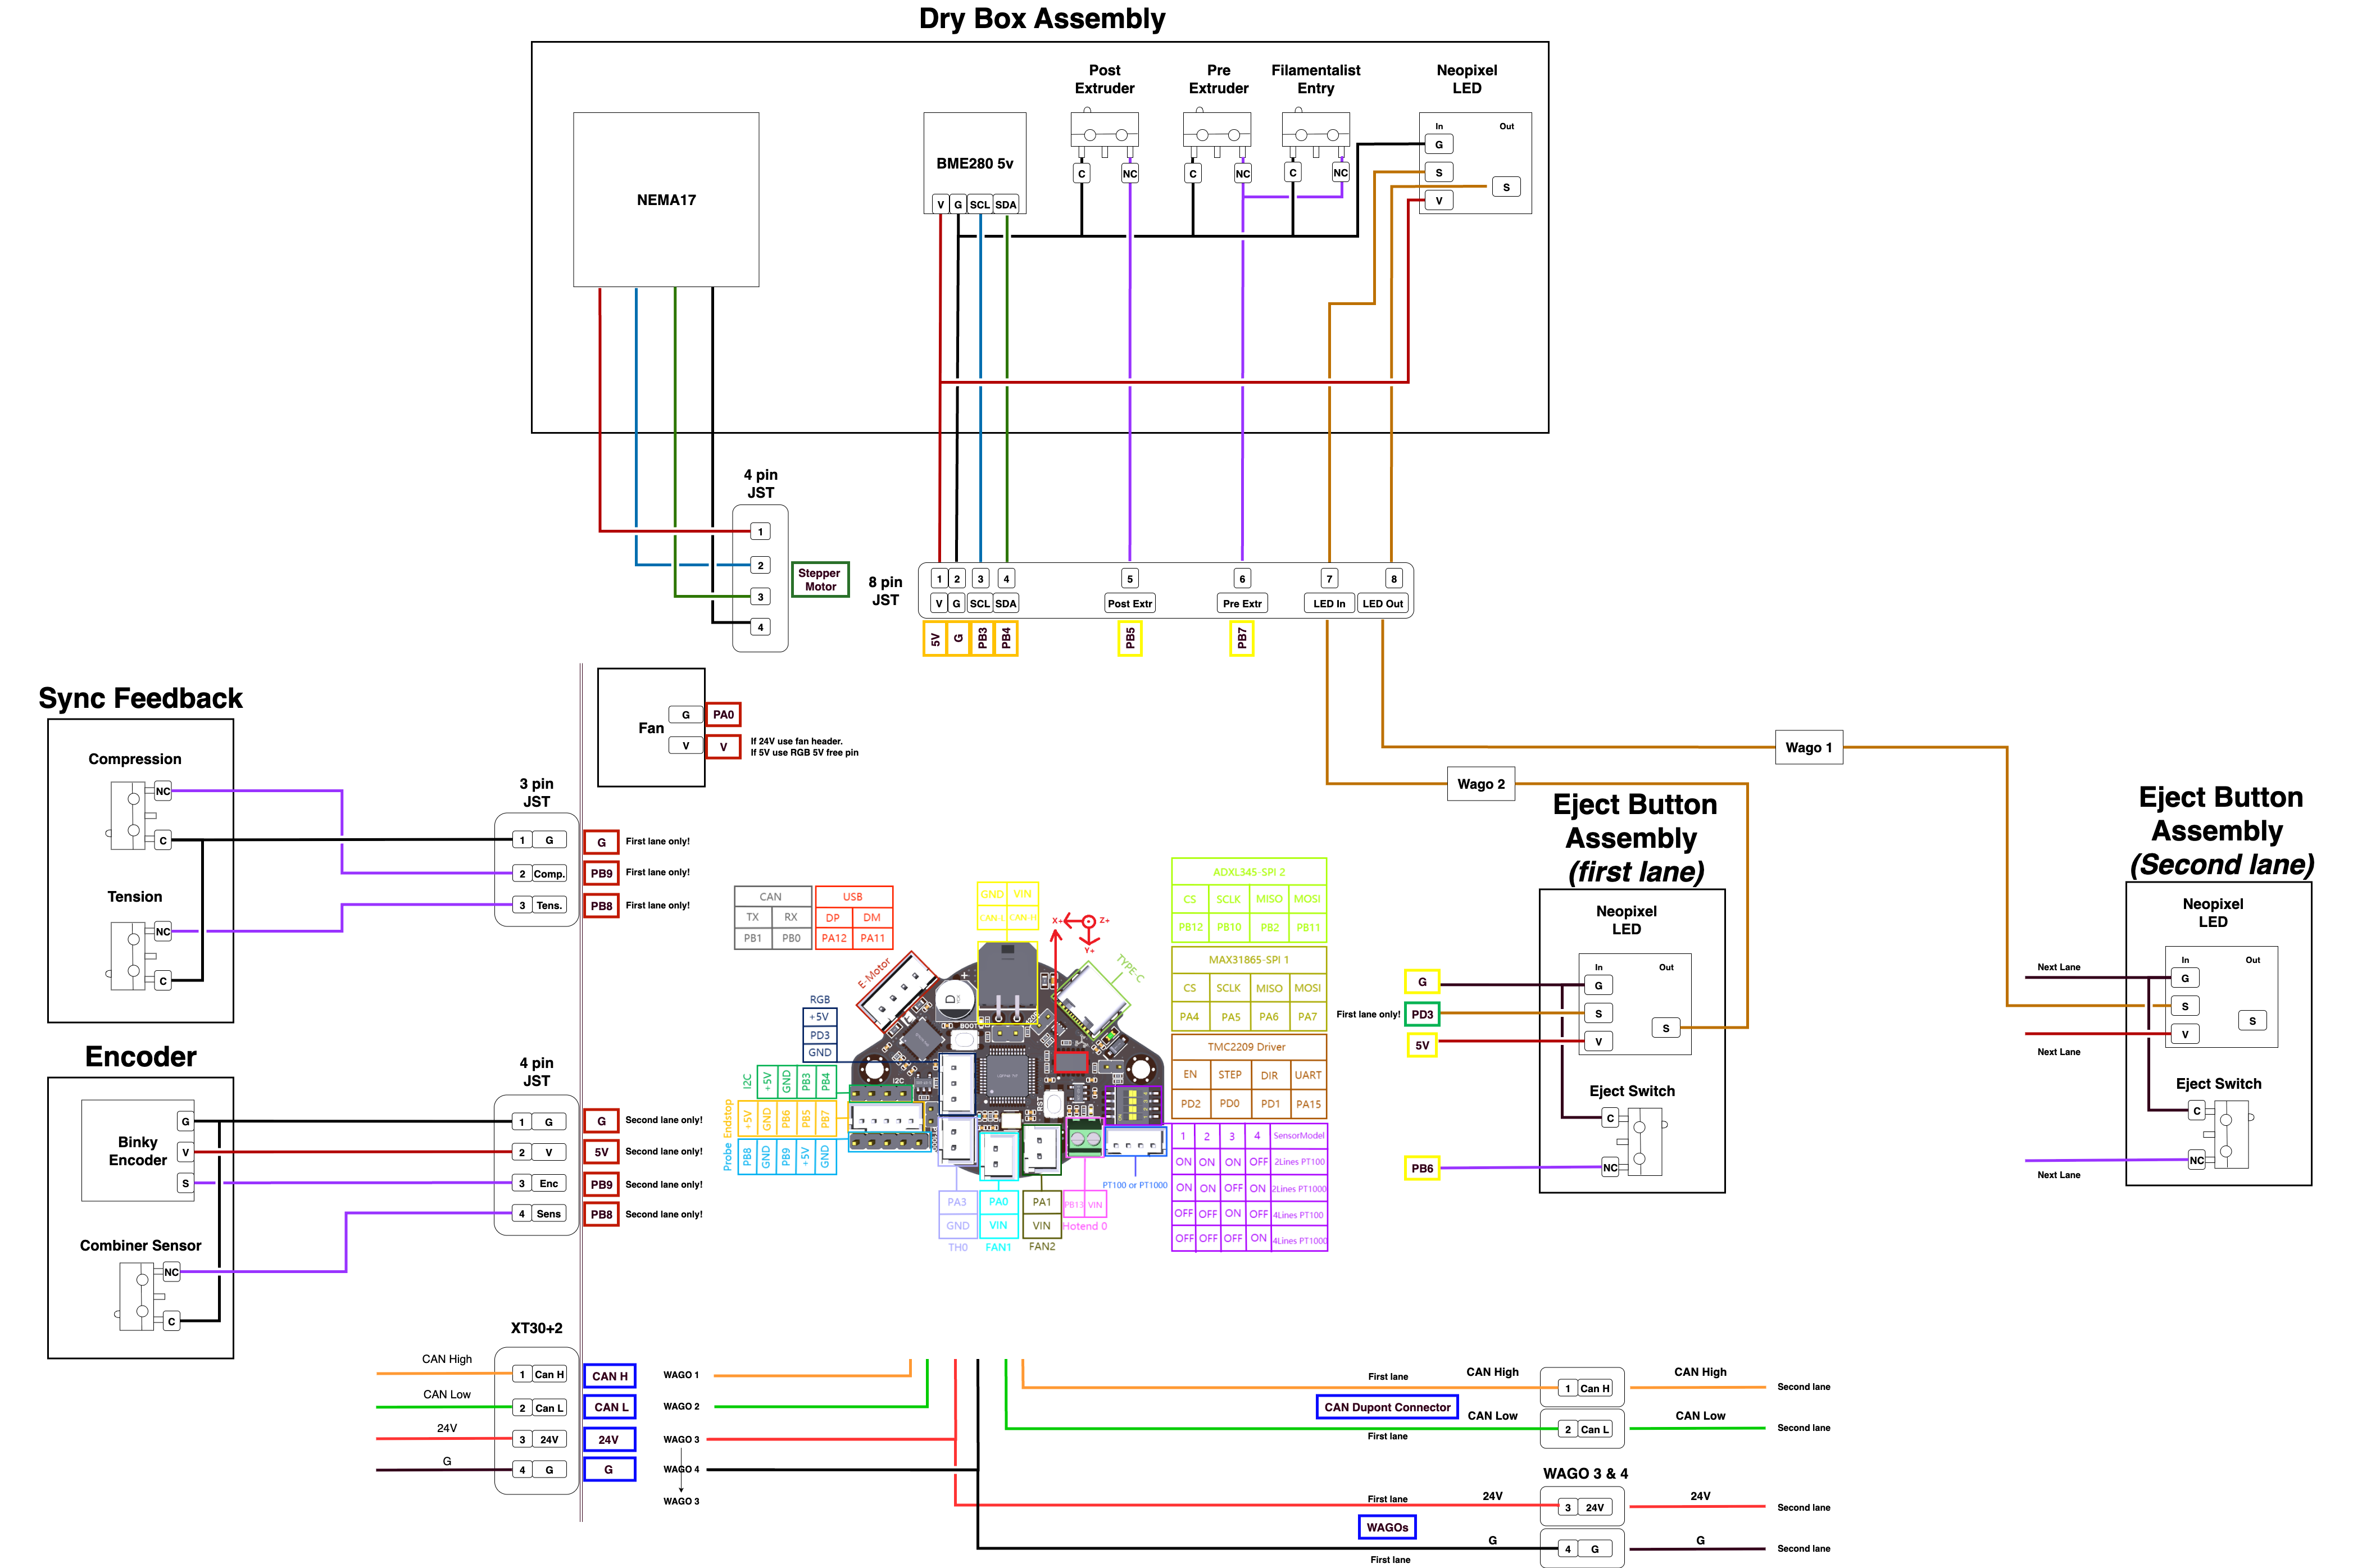 Dry Box Assembly
Post
Extruder
Pre
Extruder
Filamentalist
Entry
Neopixel
LED
In
Out
G
S
V
S
NEMA17
BME280 5v
V G SCL SDA
C NC
C NC
C NC
4 pin
JST
1
2
3
4
Stepper
Motor
8 pin
JST
1 2 3 4 5 6 7 8
V G SCL SDA Post Extr Pre Extr LED In LED Out
5V G PB3 PB4 PB5 PB7
Fan
G PA0
V V
If 24V use fan header.
If 5V use RGB 5V free pin
Sync Feedback
Compression
NC
C
Tension
NC
C
3 pin
JST
1 G
2 Comp.
3 Tens.
G First lane only!
PB9 First lane only!
PB8 First lane only!
Encoder
Binky
Encoder
G
V
S
Combiner Sensor
NC
C
4 pin
JST
1 G
2 V
3 Enc
4 Sens
G Second lane only!
5V Second lane only!
PB9 Second lane only!
PB8 Second lane only!
XT30+2
CAN High
CAN Low
24V
G
1 Can H
2 Can L
3 24V
4 G
CAN H
CAN L
24V
G
WAGO 1
WAGO 2
WAGO 3
WAGO 4
WAGO 3
CAN
TX RX
PB1 PB0
USB
DP DM
PA12 PA11
GND VIN
CAN-L CAN-H
X+ Z+
Y+
E-Motor
TYPE-C
RGB
+5V
PD3
GND
I2C +5V GND PB3 PB4
Endstop +5V GND PB6 PB5 PB7
Probe PB8 GND PB9 +5V GND
BOOT
I2C
RST
PA3
GND
TH0
PA0
VIN
FAN1
PA1
VIN
FAN2
PB13 VIN
Hotend 0
PT100 or PT1000
ADXL345-SPI 2
CS SCLK MISO MOSI
PB12 PB10 PB2 PB11
MAX31865-SPI 1
CS SCLK MISO MOSI
PA4 PA5 PA6 PA7
TMC2209 Driver
EN STEP DIR UART
PD2 PD0 PD1 PA15
1 2 3 4 SensorModel
ON ON ON OFF 2Lines PT100
ON ON OFF ON 2Lines PT1000
OFF OFF ON OFF 4Lines PT100
OFF OFF OFF ON 4Lines PT1000
Wago 1
Wago 2
Eject Button
Assembly
(first lane)
Neopixel
LED
In
Out
G
S
V
S
Eject Switch
C
NC
G
First lane only! PD3
5V
PB6
Eject Button
Assembly
(Second lane)
Neopixel
LED
In
Out
G
S
V
S
Eject Switch
C
NC
Next Lane
Next Lane
Next Lane
First lane
CAN High
1 Can H
CAN High
Second lane
CAN Dupont Connector
CAN Low
First lane
2 Can L
CAN Low
Second lane
WAGO 3 & 4
First lane
24V
3 24V
24V
Second lane
WAGOs
G
First lane
4 G
G
Second lane